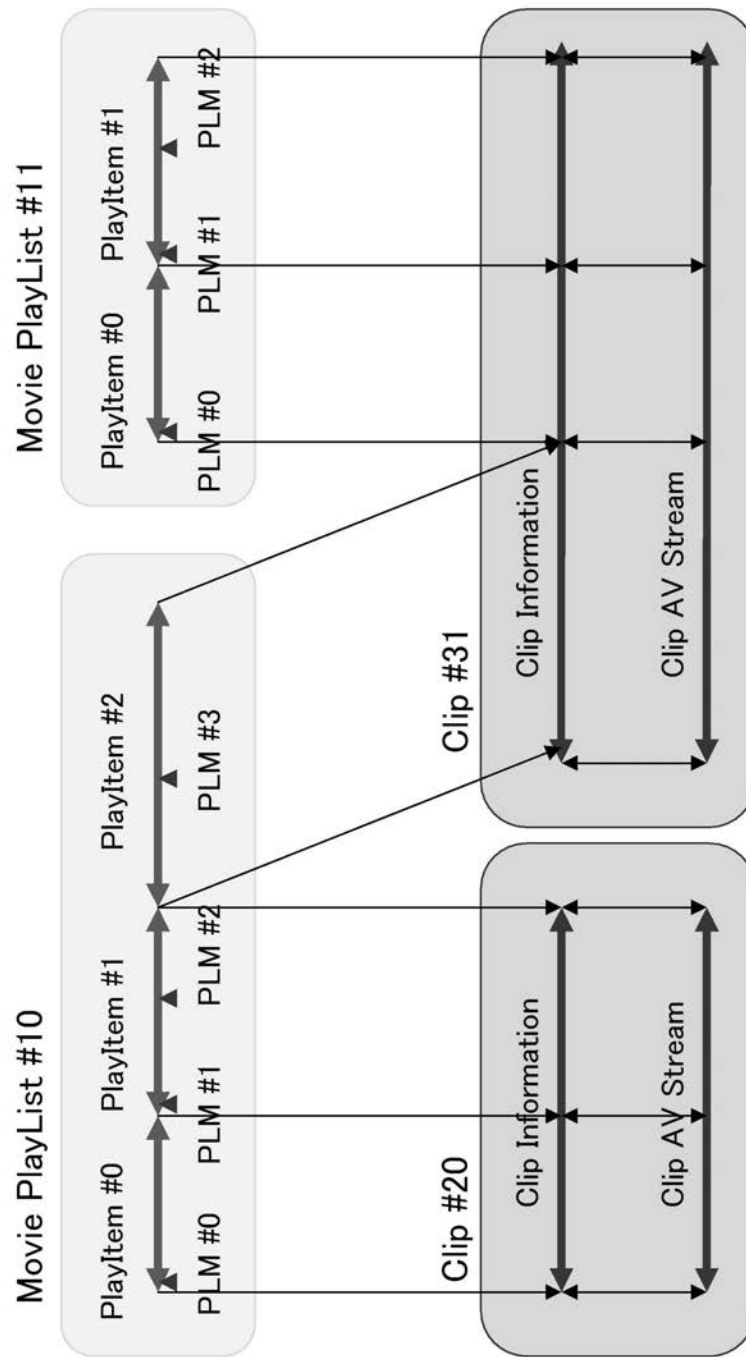 Movie PlayList #10
PlayItem #0
PlayItem #1
PlayItem #2
PLM #0
PLM #1
PLM #2
PLM #3
Movie PlayList #11
PlayItem #0
PlayItem #1
PLM #0
PLM #1
PLM #2
Clip #20
Clip Information
Clip AV Stream
Clip #31
Clip Information
Clip AV Stream